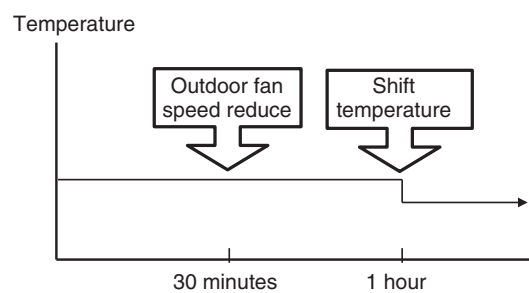 Temperature
Outdoor fan
speed reduce
Shift
temperature
30 minutes
1 hour